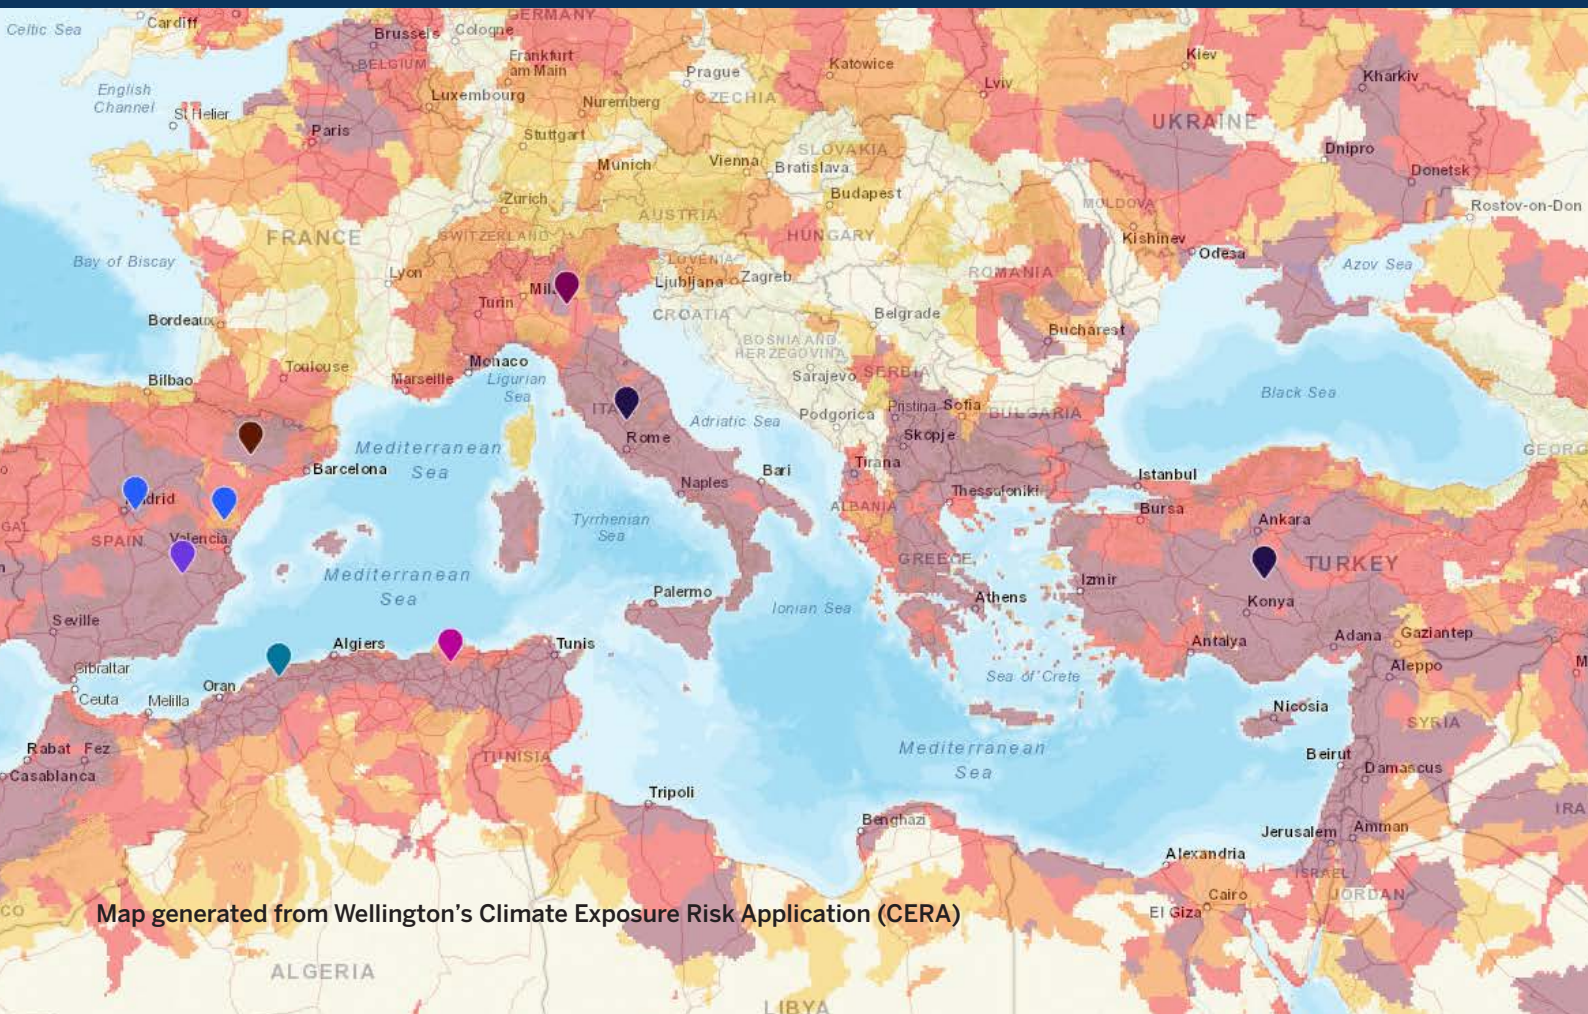 Celtic Sea
Cardiff
English
Channel
St Helier
Brussels
BELGIUM
Cologne
GERMANY
Frankfurt
am Main
Luxembourg
Paris
Nuremberg
Stuttgart
Prague
CZECHIA
Katowice
Lviv
Kiev
Kharkiv
UKRAINE
Dnipro
Donetsk
Rostov-on-Don
Munich
Vienna
SLOVAKIA
Bratislava
Budapest
Zurich
AUSTRIA
SWITZERLAND
FRANCE
HUNGARY
MOLDOVA
Kishinev
Odesa
Azov Sea
Bay of Biscay
Lyon
SLOVENIA
Ljubljana
Zagreb
ROMANIA
Turin
Bordeaux
CROATIA
Belgrade
Bucharest
BOSNIA AND
HERZEGOVINA
Toulouse
Monaco
Marseille
Ligurian
Sea
Bilbao
Sarajevo
SERBIA
Black Sea
Podgorica
Pristina
Sofia
BULGARIA
Adriatic Sea
Skopje
Rome
Mediterranean
Sea
Barcelona
Bari
Tirana
Naples
Istanbul
Thessaloniki
Bursa
ALBANIA
Ankara
SPAIN
Valencia
Tyrrhenian
Sea
GREECE
TURKEY
Mediterranean
Sea
Izmir
Athens
Konya
Palermo
Ionian Sea
Seville
Algiers
Tunis
Antalya
Adana
Gaziantep
Aleppo
Gibraltar
Ceuta
Melilla
Oran
Sea of Crete
Nicosia
SYRIA
Rabat
Fez
Casablanca
TUNISIA
Mediterranean
Sea
Beirut
Damascus
Tripoli
Benghazi
Jerusalem
Amman
Alexandria
ISRAEL
JORDAN
Cairo
El Giza
Map generated from Wellington's Climate Exposure Risk Application (CERA)
ALGERIA
LIBYA